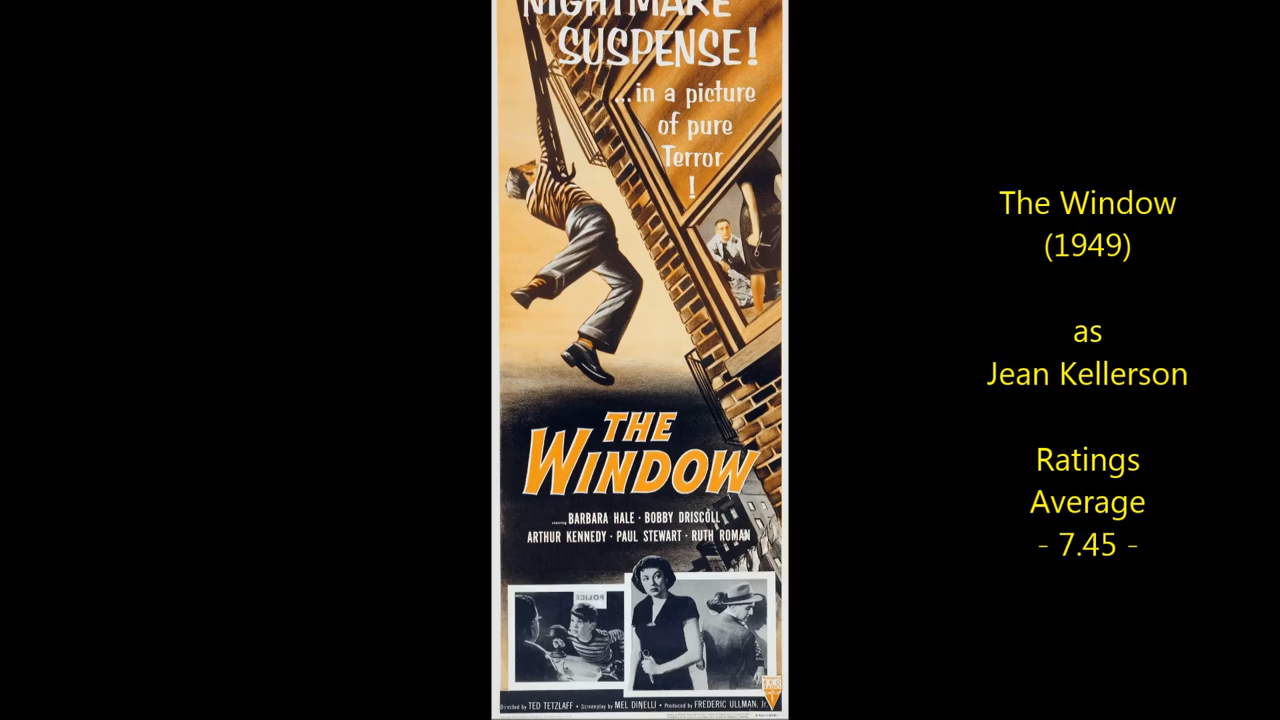 NIGHTMARE
SUSPENSE!
...in a picture
of pure
Terror
!
THE
WINDOW
BARBARA HALE · BOBBY DRISCOLL
ARTHUR KENNEDY · PAUL STEWART · RUTH ROMAN
POLICE
Directed by TED TETZLAFF • Screenplay by MEL DINELLI • Produced by FREDERIC ULLMAN, Jr.
The Window
(1949)
as
Jean Kellerson
Ratings
Average
- 7.45 -